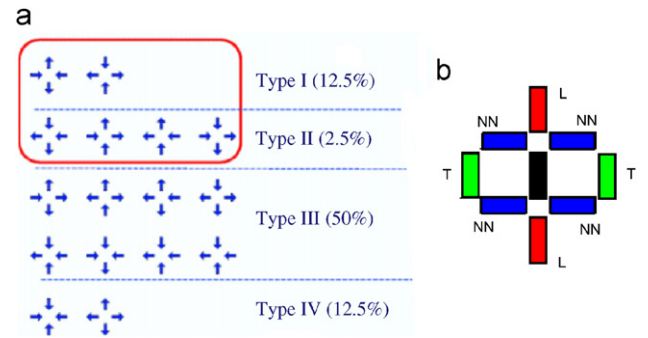 a
Type I (12.5%)
Type II (2.5%)
Type III (50%)
Type IV (12.5%)
b
L
NN
NN
T
T
NN
NN
L